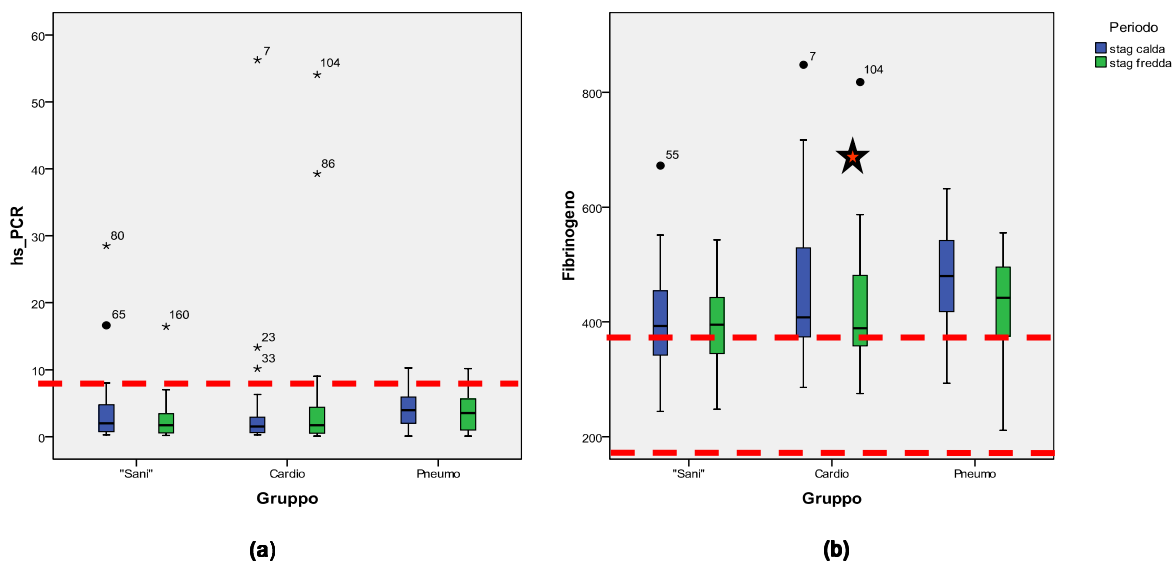 60
50
40
30
20
10
0
hs_PCR
7
104
86
80
65
160
23
33
"Sani"
Cardio
Pneumo
Gruppo
(a)
800
600
400
200
Fibrinogeno
7
104
55
"Sani"
Cardio
Pneumo
Gruppo
(b)
Periodo
stag calda
stag fredda